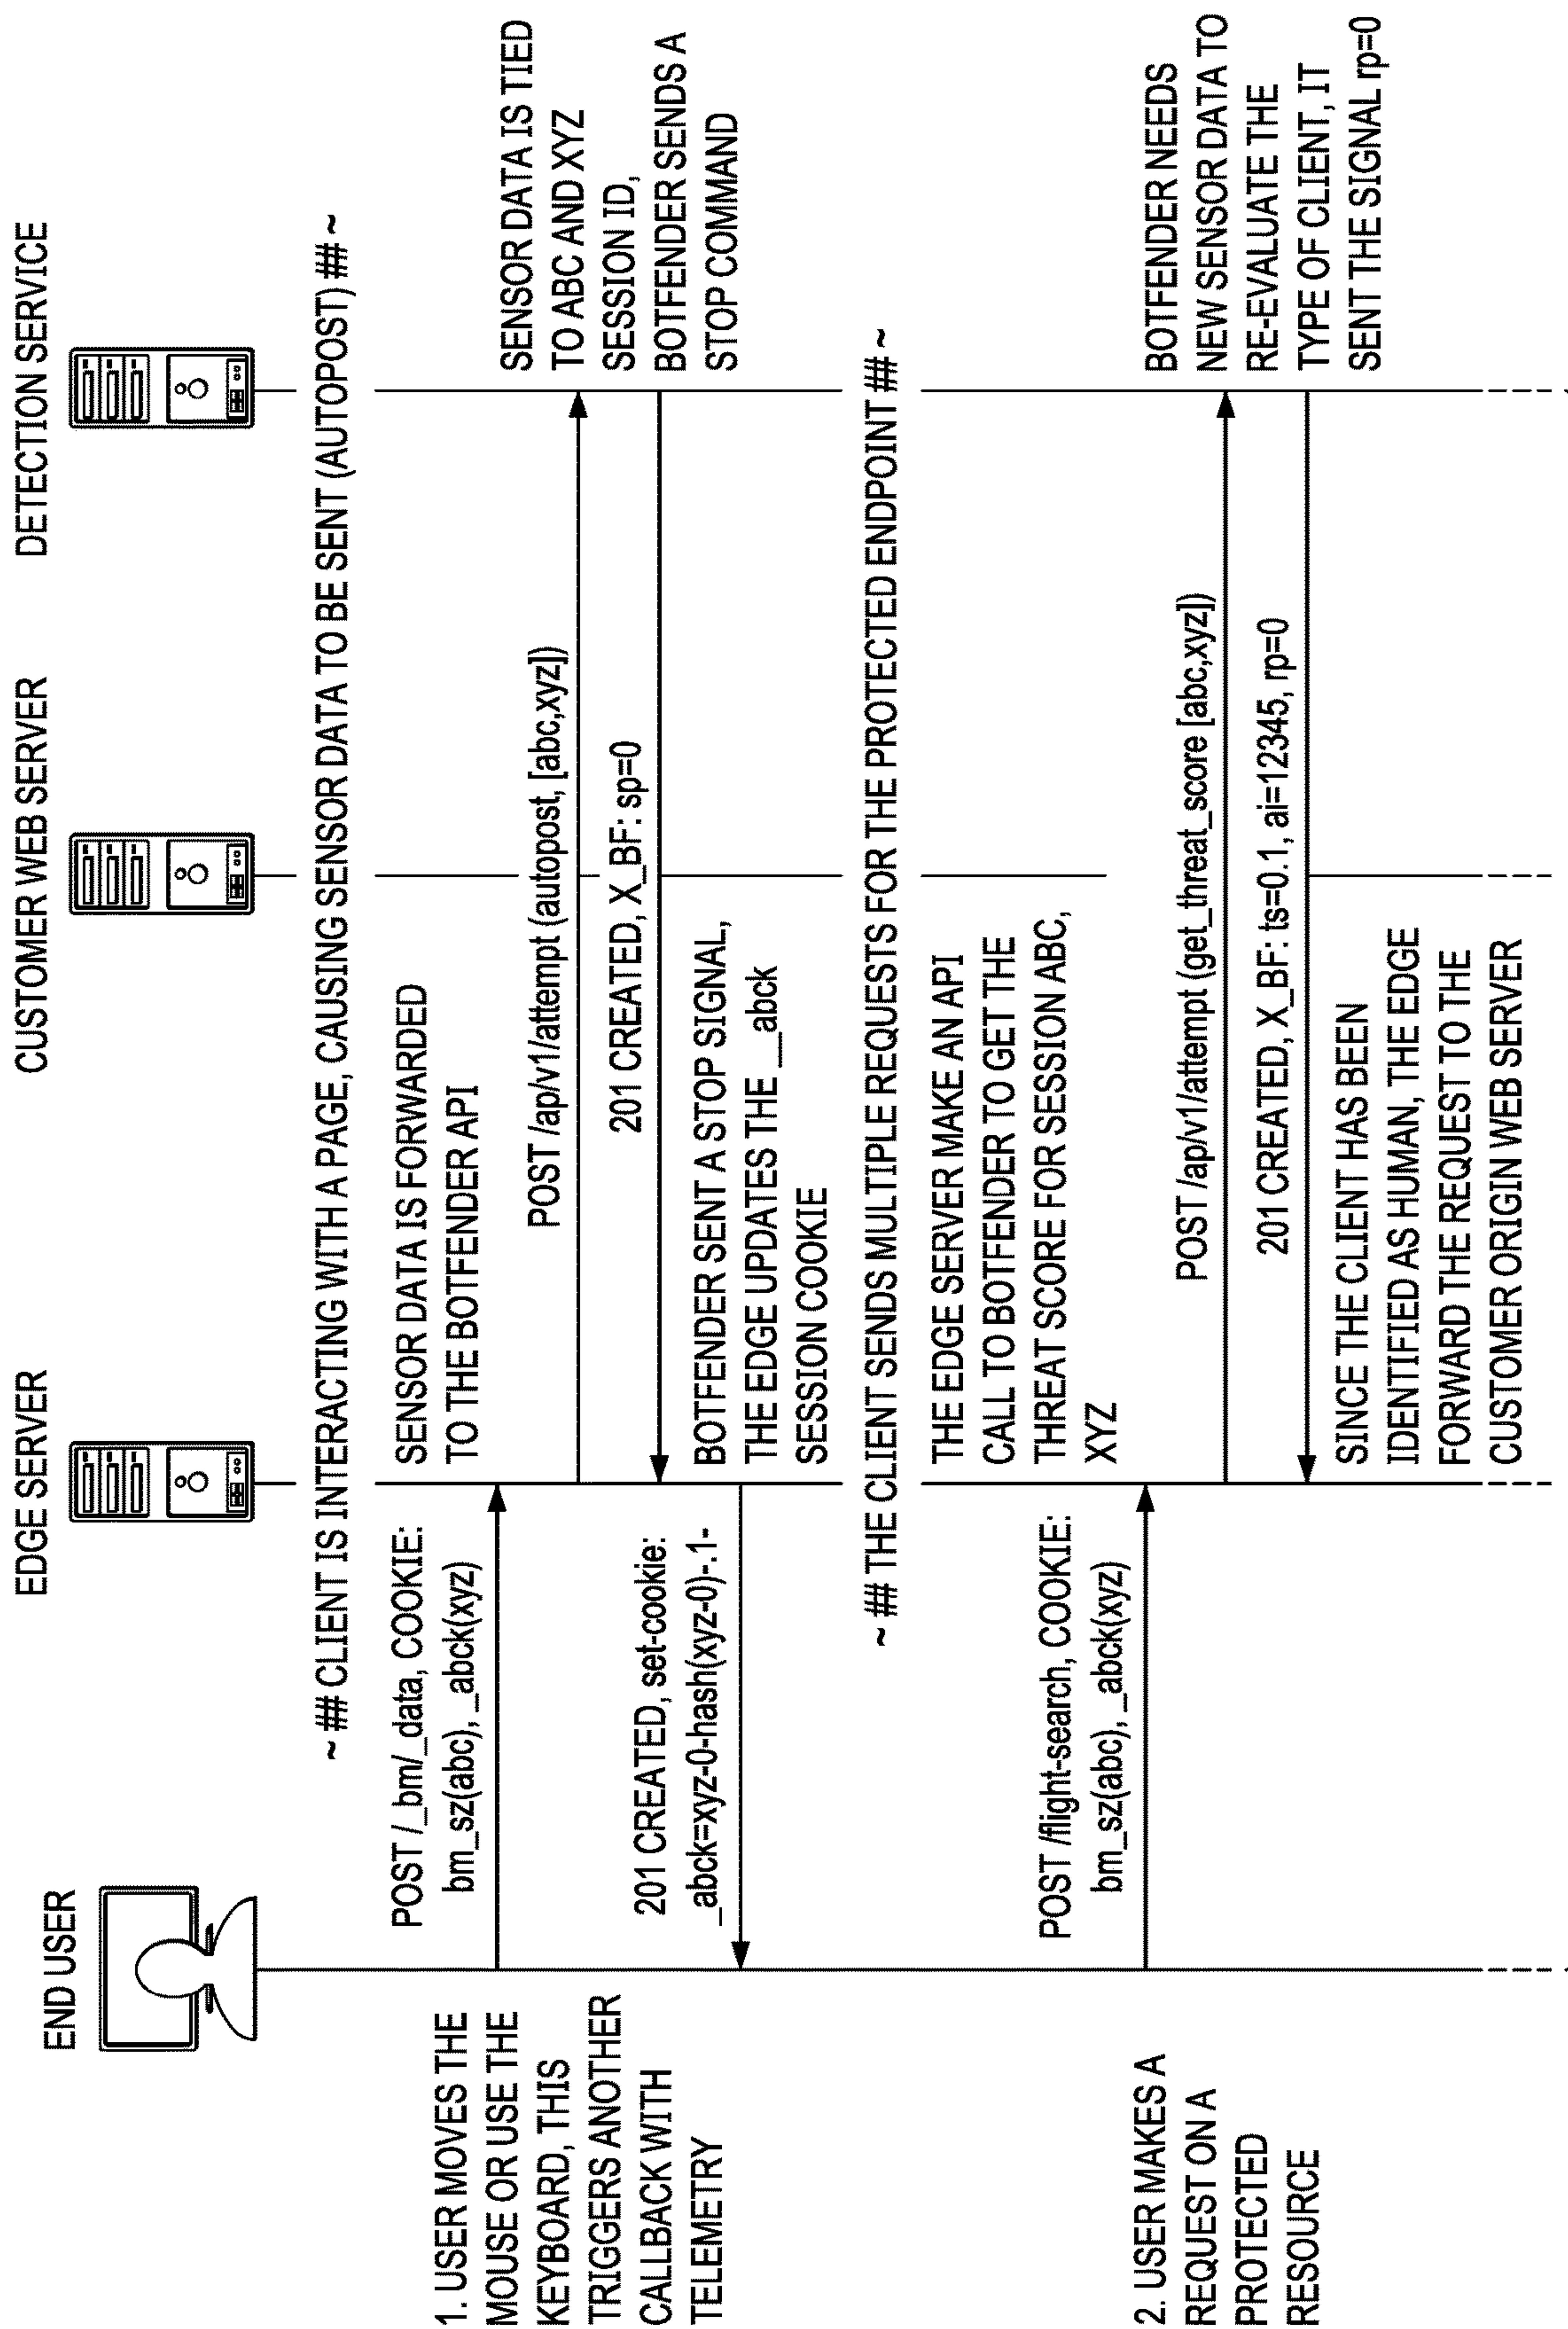 END USER
EDGE SERVER
CUSTOMER WEB SERVER
DETECTION SERVICE
~ ## CLIENT IS INTERACTING WITH A PAGE, CAUSING SENSOR DATA TO BE SENT (AUTOPOST) ## ~
1. USER MOVES THE
MOUSE OR USE THE
KEYBOARD, THIS
TRIGGERS ANOTHER
CALLBACK WITH
TELEMETRY
POST /_bm/_data, COOKIE:
bm_sz(abc), _abck(xyz)
SENSOR DATA IS FORWARDED
TO THE BOTFENDER API
POST /ap/v1/attempt (autopost, [abc,xyz])
SENSOR DATA IS TIED
TO ABC AND XYZ
SESSION ID,
BOTFENDER SENDS A
STOP COMMAND
201 CREATED, X_BF: sp=0
BOTFENDER SENT A STOP SIGNAL,
THE EDGE UPDATES THE __abck
SESSION COOKIE
201 CREATED, set-cookie:
_abck=xyz-0-hash(xyz-0)-.1-
~ ## THE CLIENT SENDS MULTIPLE REQUESTS FOR THE PROTECTED ENDPOINT ## ~
2. USER MAKES A
REQUEST ON A
PROTECTED
RESOURCE
POST /flight-search, COOKIE:
bm_sz(abc), _abck(xyz)
THE EDGE SERVER MAKE AN API
CALL TO BOTFENDER TO GET THE
THREAT SCORE FOR SESSION ABC,
XYZ
POST /ap/v1/attempt (get_threat_score [abc,xyz])
BOTFENDER NEEDS
NEW SENSOR DATA TO
RE-EVALUATE THE
TYPE OF CLIENT, IT
SENT THE SIGNAL rp=0
201 CREATED, X_BF: ts=0.1, ai=12345, rp=0
SINCE THE CLIENT HAS BEEN
IDENTIFIED AS HUMAN, THE EDGE
FORWARD THE REQUEST TO THE
CUSTOMER ORIGIN WEB SERVER